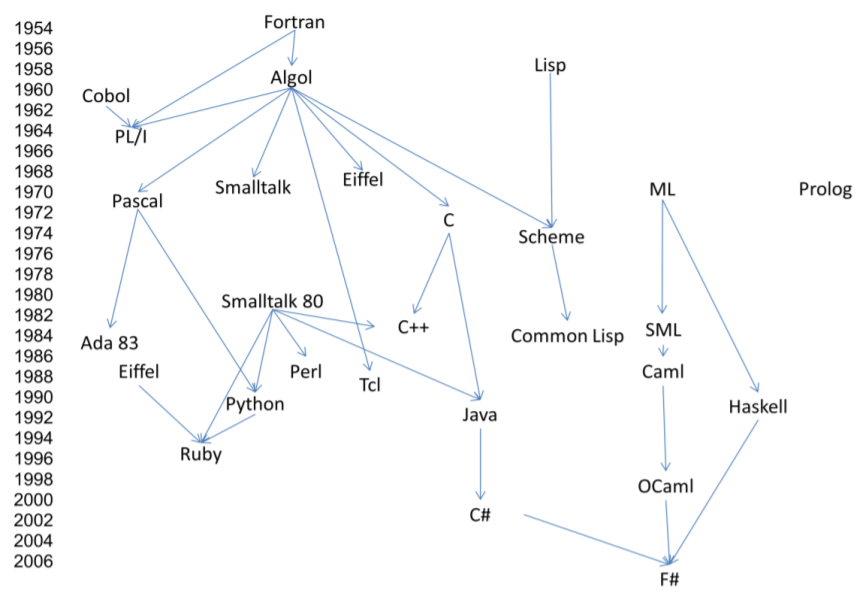 1954
1956
1958
1960
1962
1964
1966
1968
1970
1972
1974
1976
1978
1980
1982
1984
1986
1988
1990
1992
1994
1996
1998
2000
2002
2004
2006
Fortran
Lisp
Algol
Cobol
PL/I
Eiffel
Smalltalk
ML
Prolog
Pascal
C
Scheme
Smalltalk 80
C++
SML
Common Lisp
Ada 83
Eiffel
Perl
Caml
Tcl
Python
Haskell
Java
Ruby
OCaml
C#
F#